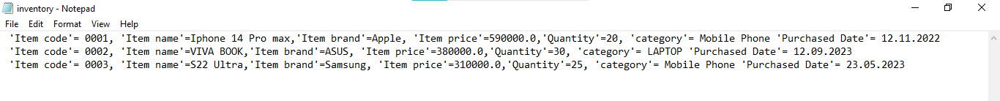 inventory - Notepad
File Edit Format View Help
'Item code'= 0001, 'Item name'=Iphone 14 Pro max,'Item brand'=Apple, 'Item price'=590000.0,'Quantity'=20, 'category'= Mobile Phone 'Purchased Date'= 12.11.2022
'Item code'= 0002, 'Item name'=VIVA BOOK,'Item brand'=ASUS, 'Item price'=380000.0,'Quantity'=30, 'category'= LAPTOP 'Purchased Date'= 12.09.2023
'Item code'= 0003, 'Item name'=S22 Ultra,'Item brand'=Samsung, 'Item price'=310000.0,'Quantity'=25, 'category'= Mobile Phone 'Purchased Date'= 23.05.2023